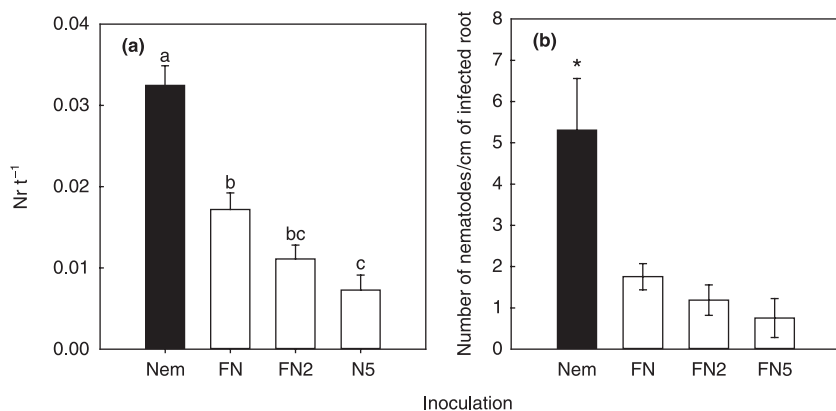 (a)
Nr t⁻¹
0.04
0.03
0.02
0.01
0.00
a
b
bc
c
Nem FN FN2 N5
(b)
Number of nematodes/cm of infected root
8
7
6
5
4
3
2
1
0
*
Nem FN FN2 FN5
Inoculation